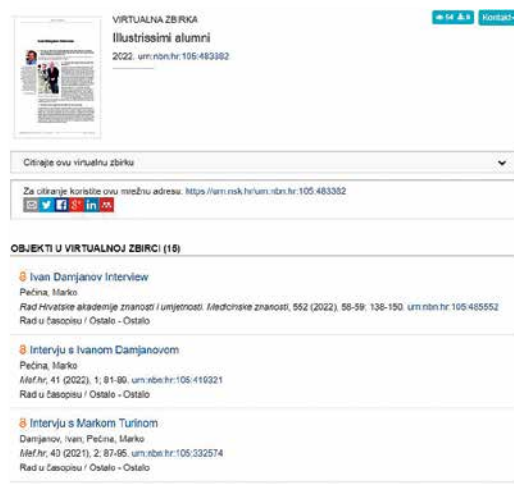 VIRTUALNA ZBIRKA
Illustrissimi alumni
2022. urn:nbn:hr:105:483382
Kontakt
Citirajte ovu virtualnu zbirku
Za citiranje koristite ovu mrežnu adresu: https://urn.nsk.hr/urn:nbn:hr:105:483382
OBJEKTI U VIRTUALNOJ ZBIRCI (15)
Ivan Damjanov Interview
Pećina, Marko
Rad Hrvatske akademije znanosti i umjetnosti. Medicinske znanosti, 552 (2022), 58-59; 138-150. urn:nbn:hr:105:485552
Rad u časopisu / Ostalo - Ostalo
Intervju s Ivanom Damjanovom
Pećina, Marko
Mef.hr, 41 (2022), 1; 81-89. urn:nbn:hr:105:419321
Rad u časopisu / Ostalo - Ostalo
Intervju s Markom Turinom
Damjanov, Ivan; Pećina, Marko
Mef.hr, 40 (2021), 2; 87-95. urn:nbn:hr:105:332574
Rad u časopisu / Ostalo - Ostalo